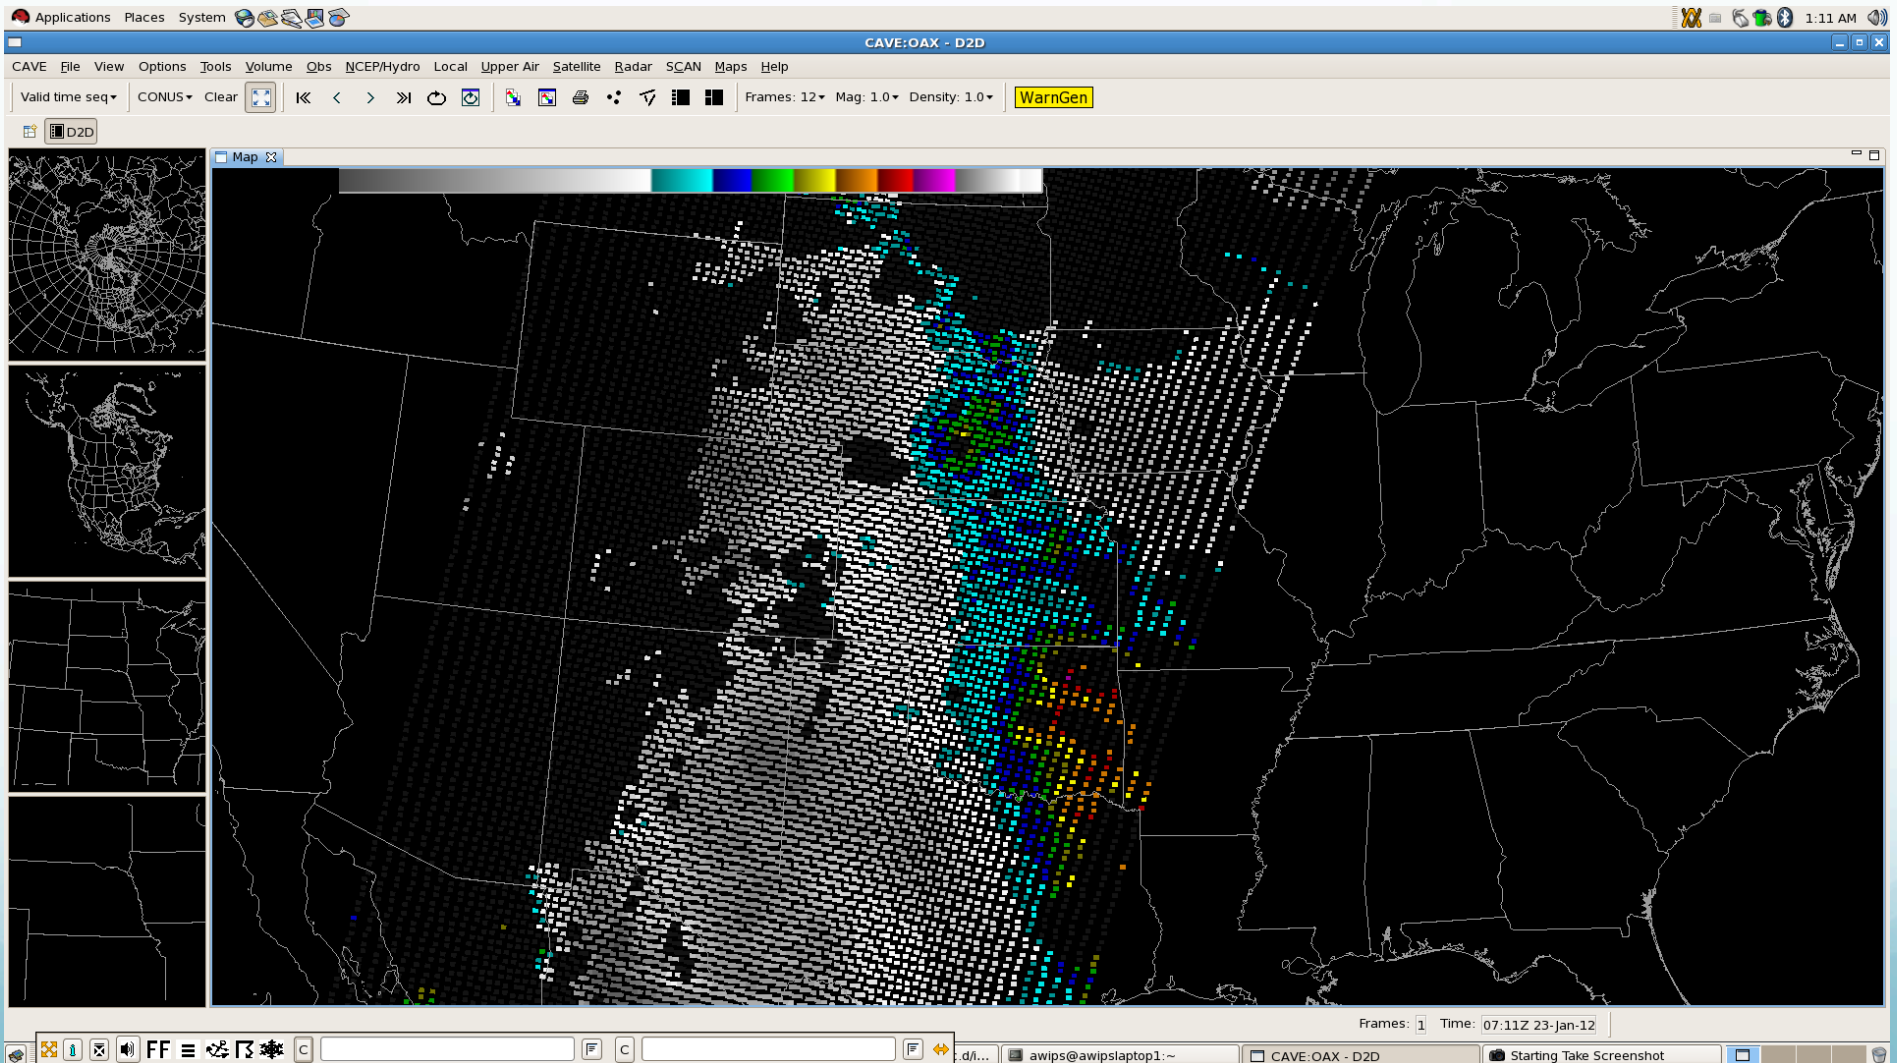 Applications Places System 1:11 AM
CAVE:OAX - D2D
CAVE File View Options Tools Volume Obs NCEP/Hydro Local Upper Air Satellite Radar SCAN Maps Help
Valid time seq CONUS Clear Frames: 12 Mag: 1.0 Density: 1.0 WarnGen
D2D
Map
Frames: 1 Time: 07:11Z 23-Jan-12
FF C C c.d/i... awips@awipslaptop1:~ CAVE:OAX - D2D Starting Take Screenshot